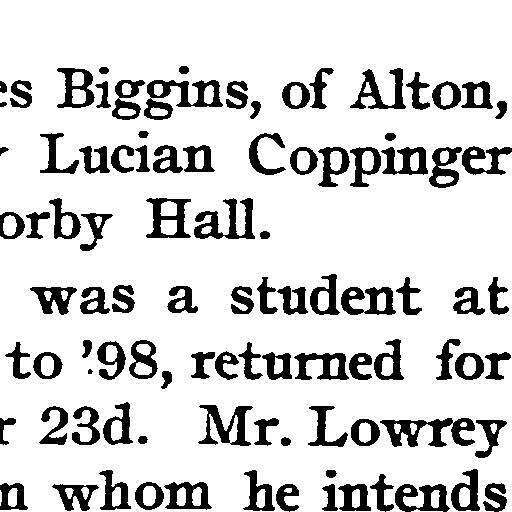 es Biggins, of Alton,
Lucian Coppinger
orby Hall.
was a student at
to '98, returned for
r 23d. Mr. Lowrey
n whom he intends